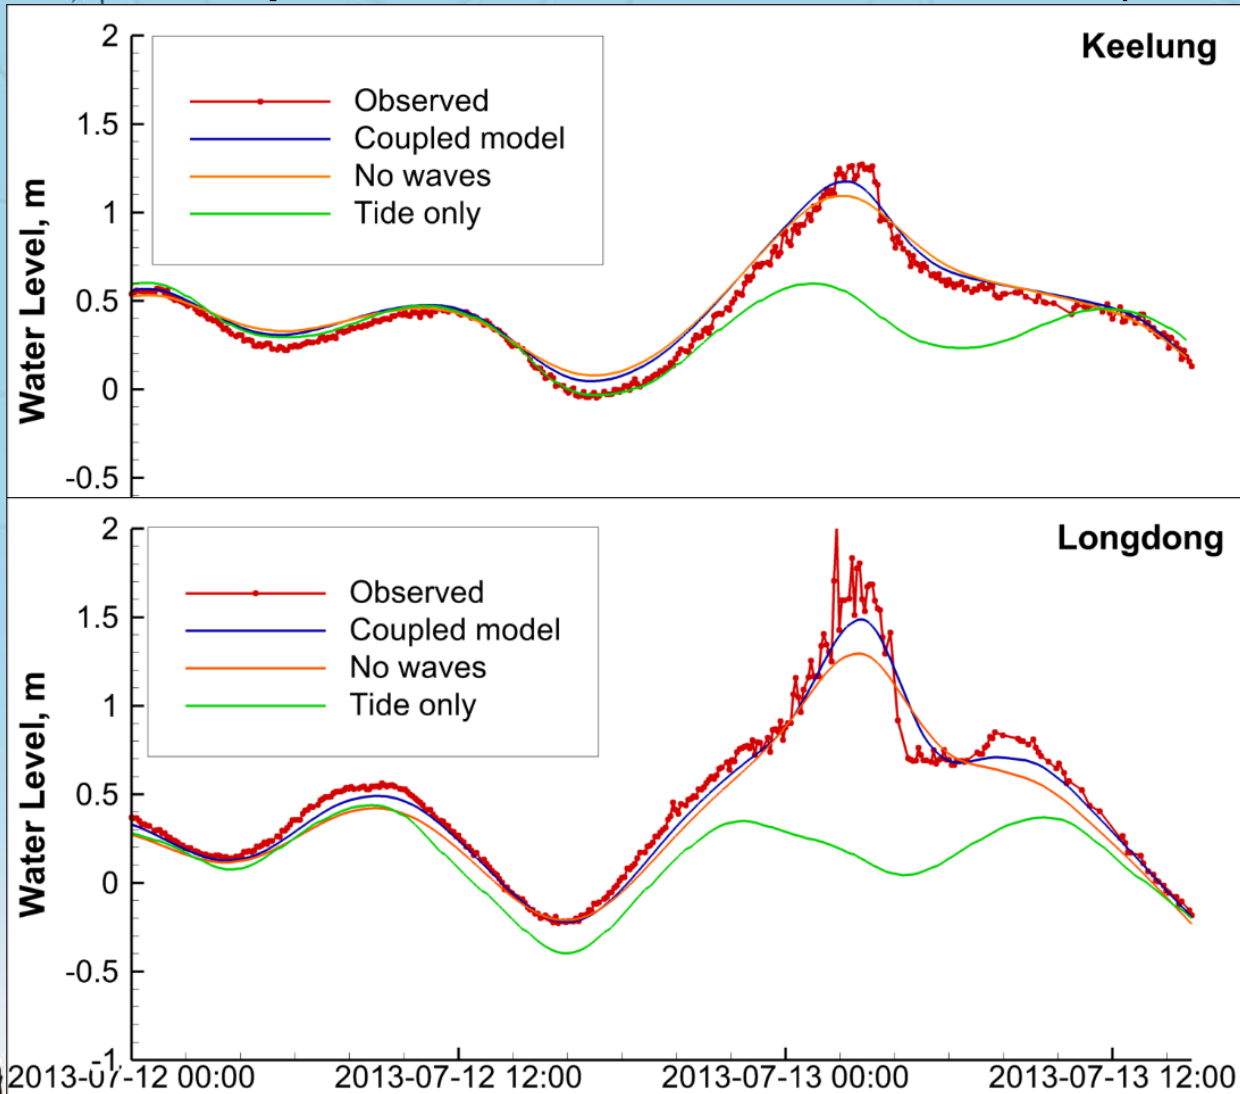 Keelung
Water Level, m
2
1.5
1
0.5
0
-0.5
Observed
Coupled model
No waves
Tide only
Longdong
Water Level, m
2
1.5
1
0.5
0
-0.5
-1
Observed
Coupled model
No waves
Tide only
2013-07-12 00:00 2013-07-12 12:00 2013-07-13 00:00 2013-07-13 12:00